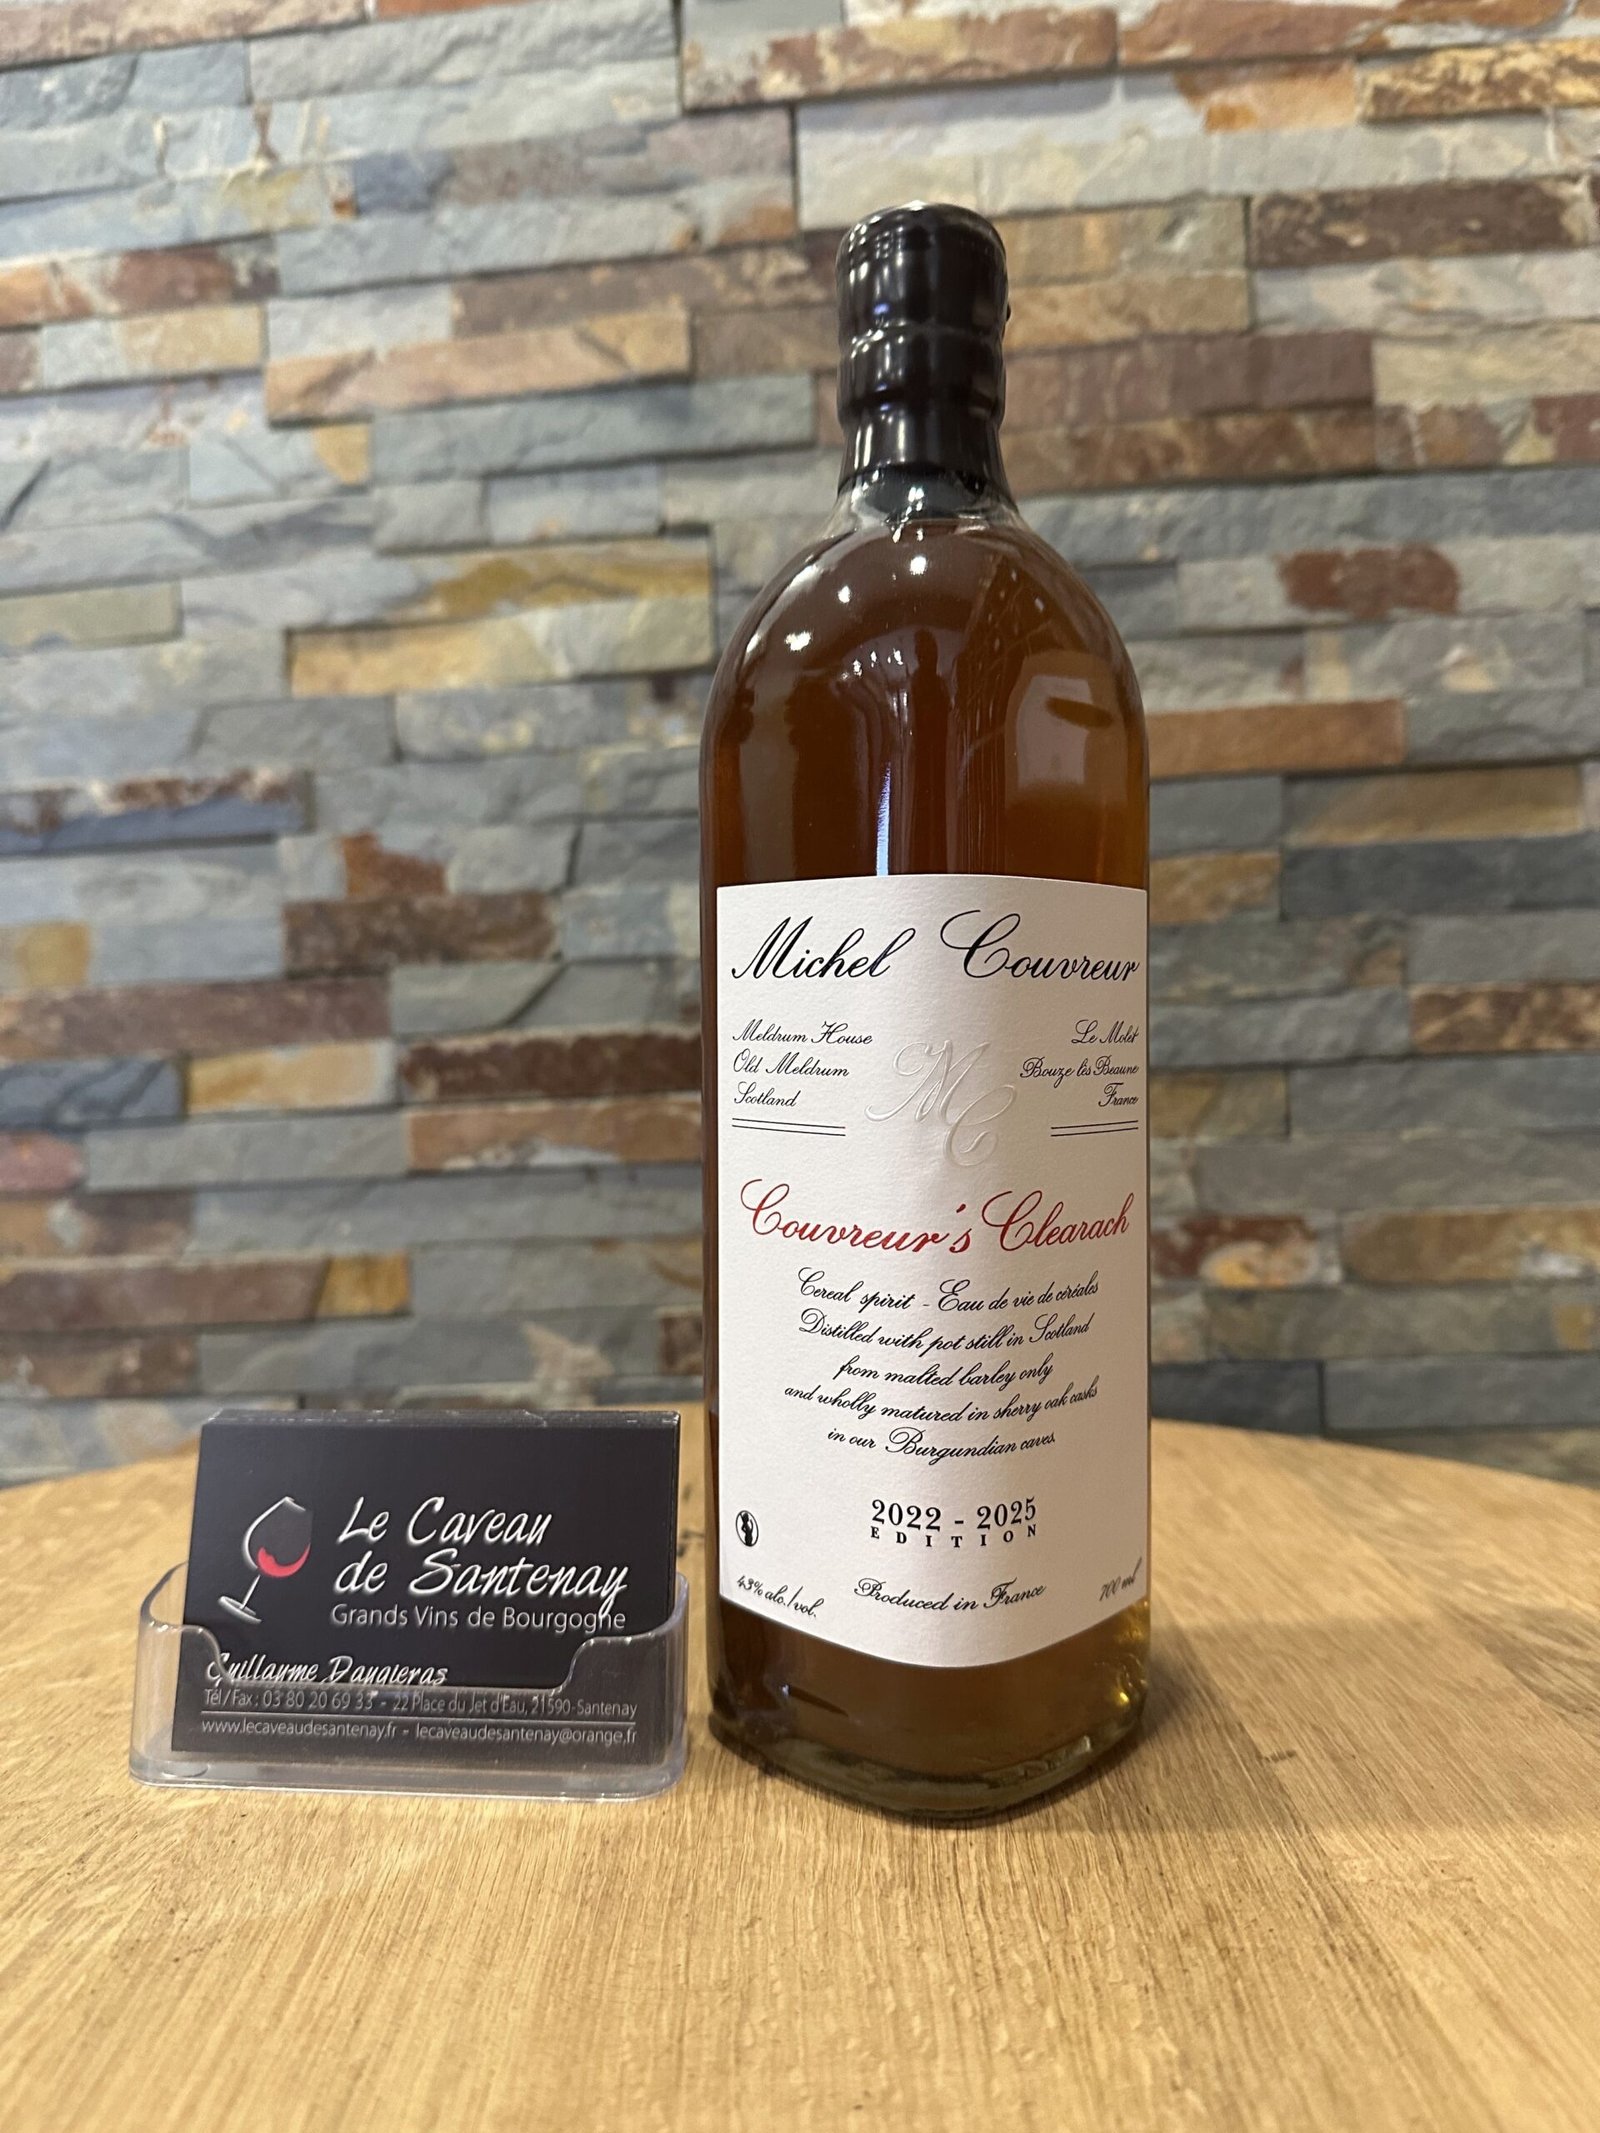 Michel Couvreur
Meldrum House
Old Meldrum
Scotland
Le Molet
Bouze lès Beaune
France
MC
Couvreur's Clearach
Cereal spirit - Eau de vie de céréales
Distilled with pot still in Scotland
from malted barley only
and wholly matured in sherry oak casks
in our Burgundian caves.
2022 - 2025
EDITION
43% alc./vol.
Produced in France
700 ml
Le Caveau
de Santenay
Grands Vins de Bourgogne
Guillaume Daugieras
Tél / Fax : 03 80 20 69 33 - 22 Place du Jet d'Eau, 21590-Santenay
www.lecaveaudesantenay.fr - lecaveaudesantenay@orange.fr